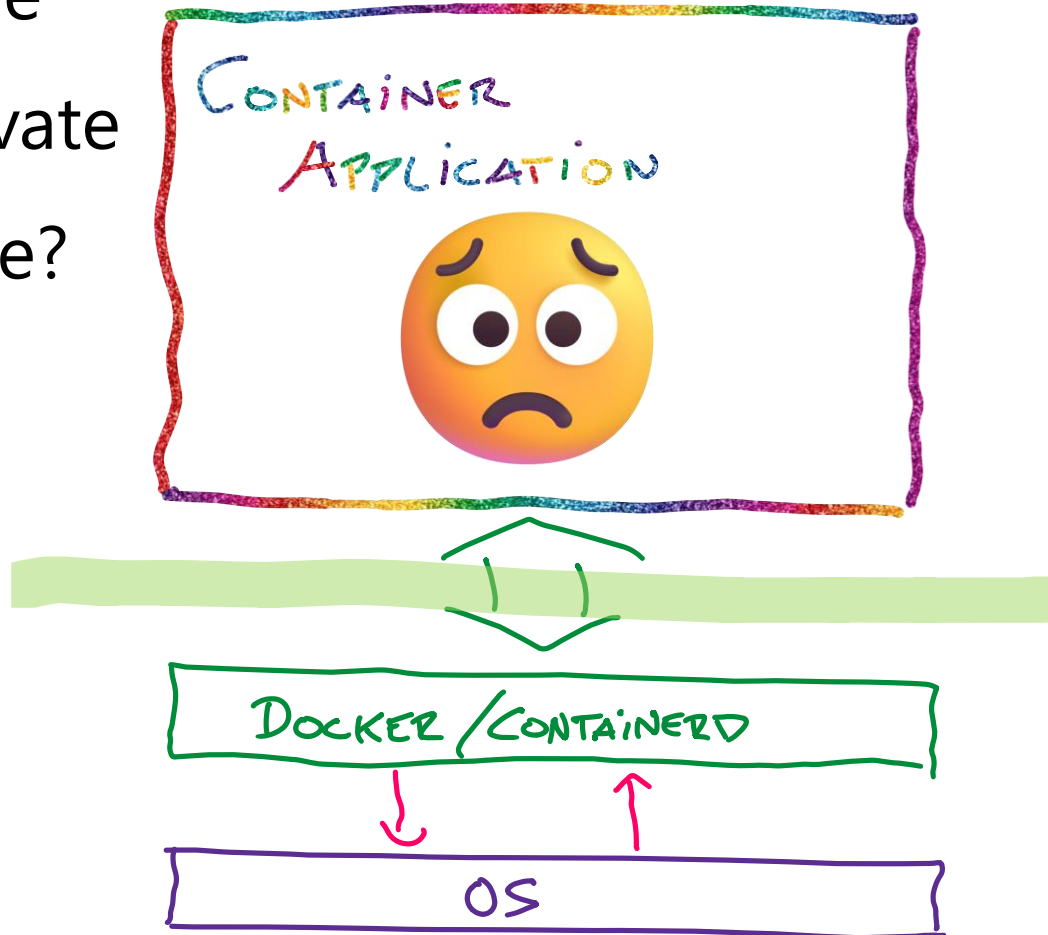 e
vate
e?
CONTAiNER
APPLiCATiON
DOCKER/CONTAiNERD
OS